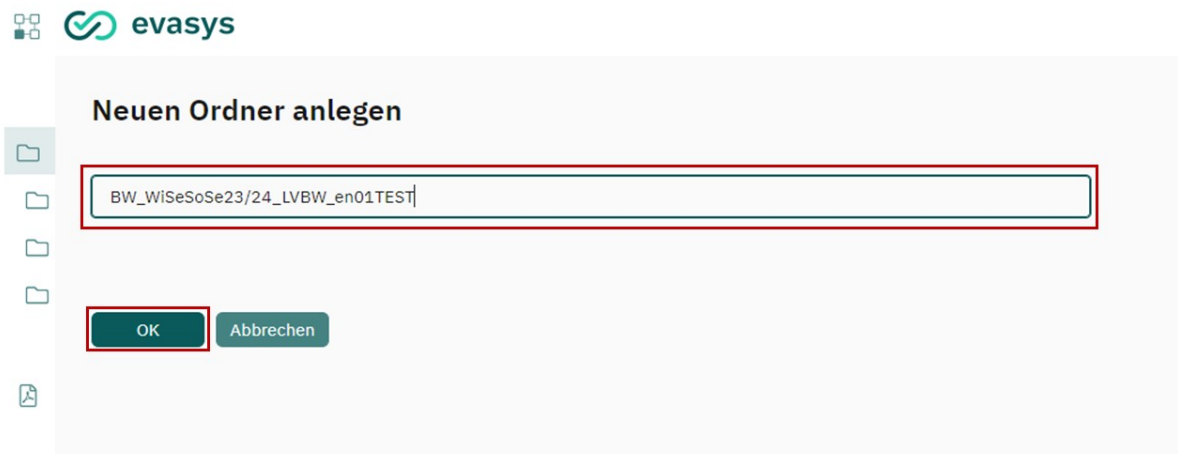 evasys
Neuen Ordner anlegen
BW_WiSeSoSe23/24_LVBW_en01TEST
OK Abbrechen